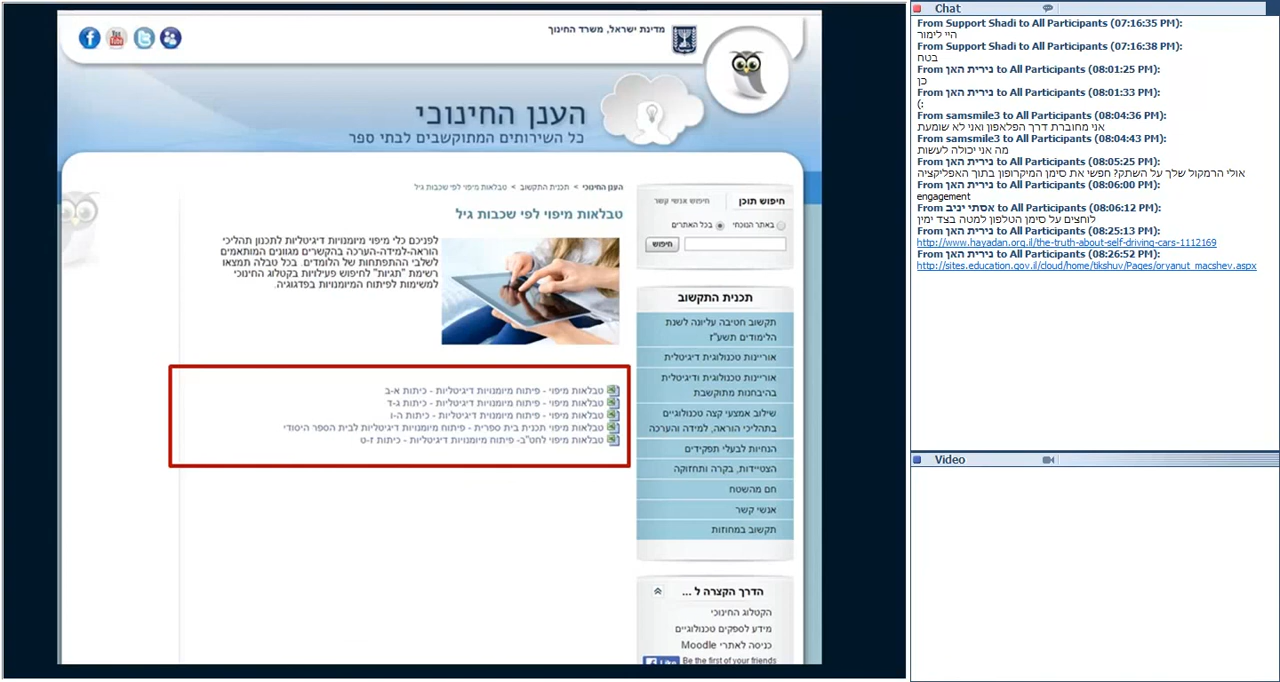 מדינת ישראל, משרד החינוך
הענן החינוכי
כל השירותים המתוקשבים לבתי ספר
הענן החינוכי > תכנית התקשוב > טבלאות מיפוי לפי שכבות גיל
טבלאות מיפוי לפי שכבות גיל
לפניכם כלי מיפוי מיומנויות דיגיטליות לתכנון תהליכי
הוראה-למידה-הערכה בהקשרים מגוונים המותאמים
לשלבי ההתפתחות של הלומדים. בכל טבלה תמצאו
רשימת "תגיות" לחיפוש פעילויות בקטלוג החינוכי
למשימות לפיתוח המיומנויות בפדגוגיה.
טבלאות מיפוי - פיתוח מיומנויות דיגיטליות - כיתות א-ב
טבלאות מיפוי - פיתוח מיומנויות דיגיטליות - כיתות ג-ד
טבלאות מיפוי - פיתוח מיומנוית דיגיטליות - כיתות ה-ו
טבלאות מיפוי תכנית בית ספרית - פיתוח מיומנויות דיגיטליות לבית הספר היסודי
טבלאות מיפוי לחט"ב- פיתוח מיומנויות דיגיטליות - כיתות ז-ט
חיפוש תוכן
חיפוש אנשי קשר
באתר הנוכחי
בכל האתרים
חיפוש
תכנית התקשוב
תקשוב חטיבה עליונה לשנת
הלימודים תשע"ז
אוריינות טכנולוגית דיגיטלית
אוריינות טכנולוגית ודיגיטלית
בהיבחנות מתוקשבת
שילוב אמצעי קצה טכנולוגיים
בתהליכי הוראה, למידה והערכה
הנחיות לבעלי תפקידים
הצטיידות, בקרה ותחזוקה
חם מהשטח
אנשי קשר
תקשוב במחוזות
הדרך הקצרה ל ...
הקטלוג החינוכי
מידע לספקים טכנולוגיים
כניסה לאתרי Moodle
Like Be the first of your friends
Chat
From Support Shadi to All Participants (07:16:35 PM):
היי לימור
From Support Shadi to All Participants (07:16:38 PM):
בטח
From נירית האן to All Participants (08:01:25 PM):
כן
From נירית האן to All Participants (08:01:33 PM):
:)
From samsmile3 to All Participants (08:04:36 PM):
אני מחוברת דרך הפלאפון ואני לא שומעת
From samsmile3 to All Participants (08:04:43 PM):
מה אני יכולה לעשות
From נירית האן to All Participants (08:05:25 PM):
אולי הרמקול שלך על השתק? חפשי את סימן המיקרופון בתוך האפליקציה
From נירית האן to All Participants (08:06:00 PM):
engagement
From אסתי יניב to All Participants (08:06:12 PM):
לוחצים על סימן הטלפון למטה בצד ימין
From נירית האן to All Participants (08:25:13 PM):
http://www.hayadan.org.il/the-truth-about-self-driving-cars-1112169
From נירית האן to All Participants (08:26:52 PM):
http://sites.education.gov.il/cloud/home/tikshuv/Pages/oryanut_macshev.aspx
Video